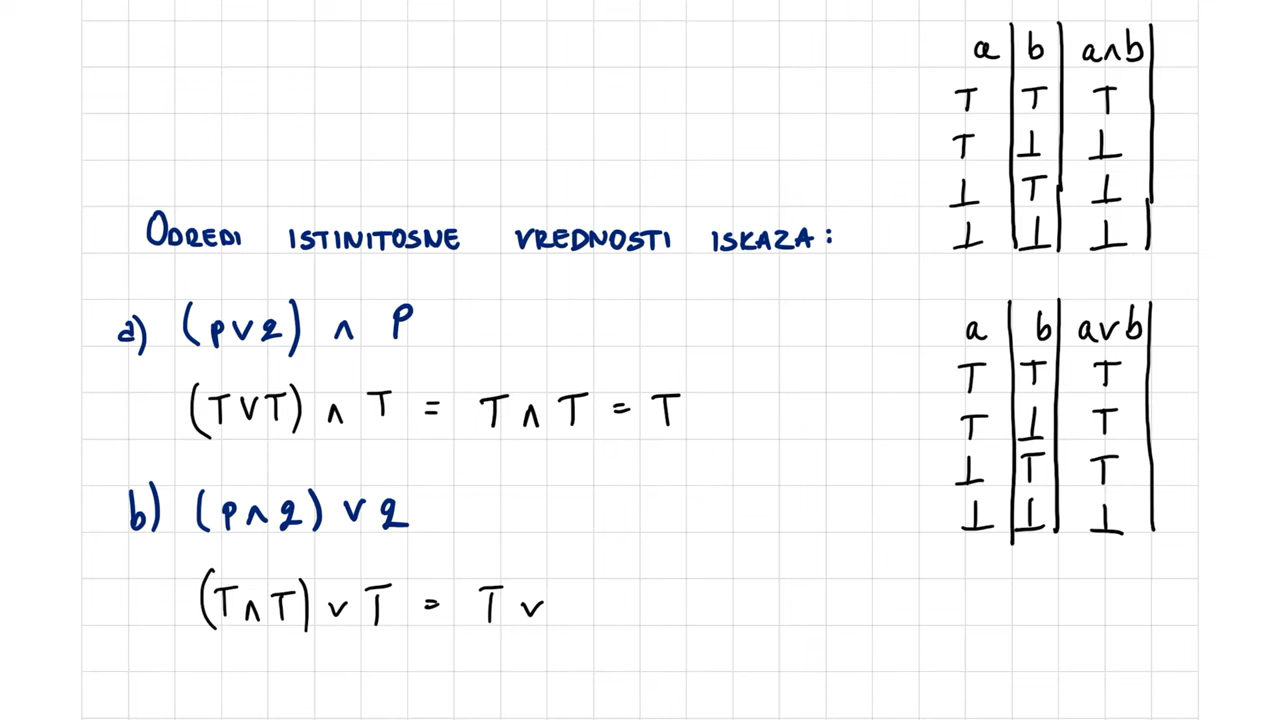 a b a∧b
T T T
T ⊥ ⊥
⊥ T ⊥
⊥ ⊥ ⊥
ODREDI ISTINITOSNE VREDNOSTI ISKAZA:
a) (p∨q) ∧ p
(T∨T) ∧ T = T ∧ T = T
b) (p∧q) ∨ q
(T∧T) ∨ T = T ∨
a b a∨b
T T T
T ⊥ T
⊥ T T
⊥ ⊥ ⊥